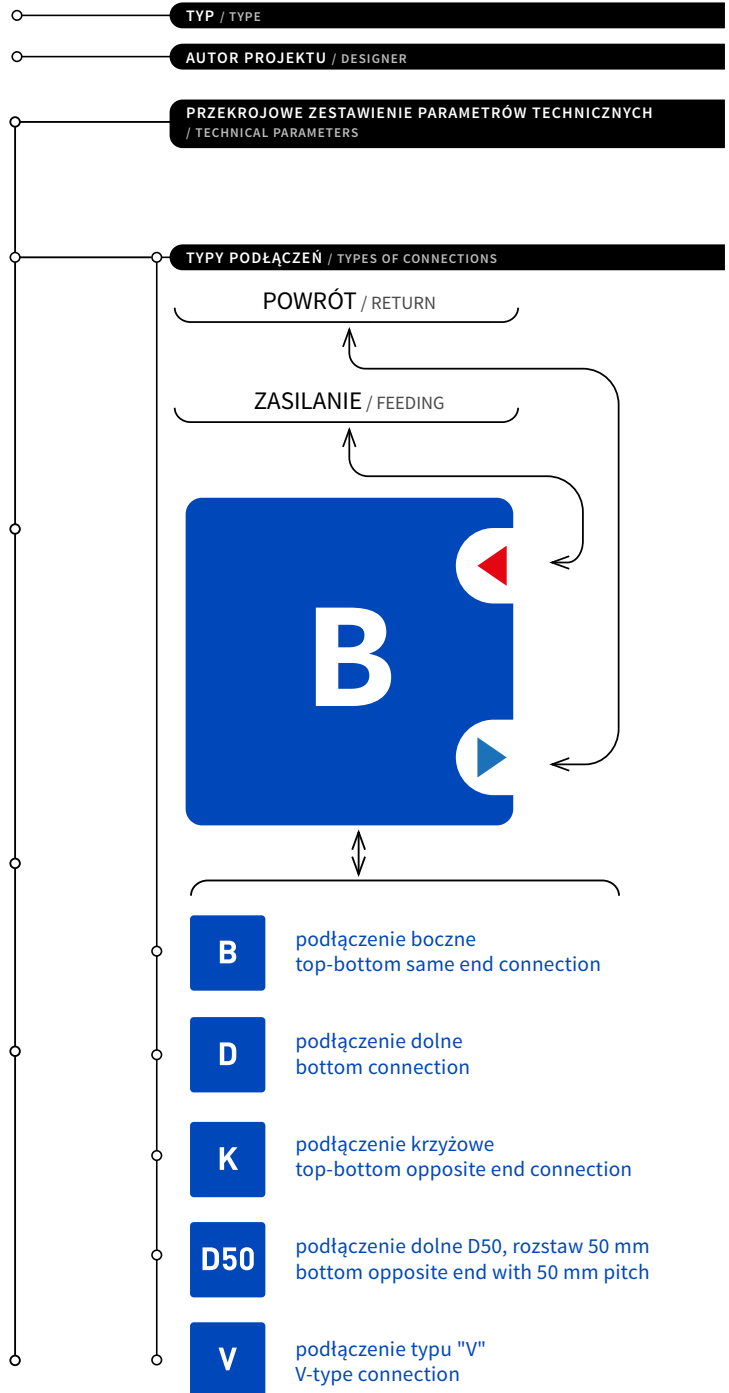 TYP / TYPE
AUTOR PROJEKTU / DESIGNER
PRZEKROJOWE ZESTAWIENIE PARAMETRÓW TECHNICZNYCH
/ TECHNICAL PARAMETERS
TYPY PODŁĄCZEŃ / TYPES OF CONNECTIONS
POWRÓT / RETURN
ZASILANIE / FEEDING
B
B
podłączenie boczne
top-bottom same end connection
D
podłączenie dolne
bottom connection
K
podłączenie krzyżowe
top-bottom opposite end connection
D50
podłączenie dolne D50, rozstaw 50 mm
bottom opposite end with 50 mm pitch
V
podłączenie typu "V"
V-type connection